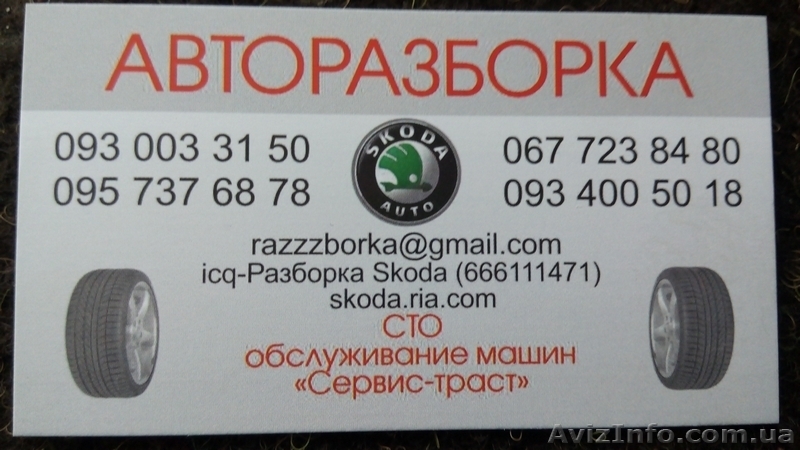 АВТОРАЗБОРКА
093 003 31 50
095 737 68 78
SKODA
AUTO
067 723 84 80
093 400 50 18
razzzborka@gmail.com
icq-Разборка Skoda (666111471)
skoda.ria.com
СТО
обслуживание машин
«Сервис-траст»
AvizInfo.com.ua